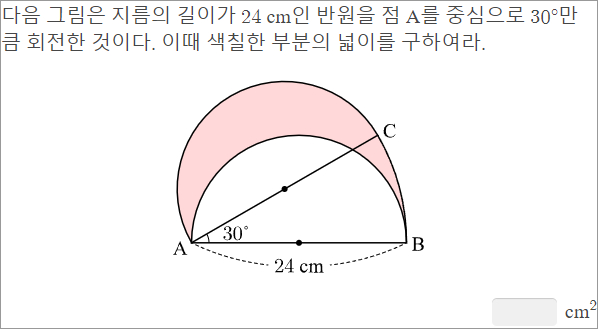 다음 그림은 지름의 길이가 24 cm인 반원을 점 A를 중심으로 30°만
큼 회전한 것이다. 이때 색칠한 부분의 넓이를 구하여라.
C
30°
A
B
24 cm
cm²